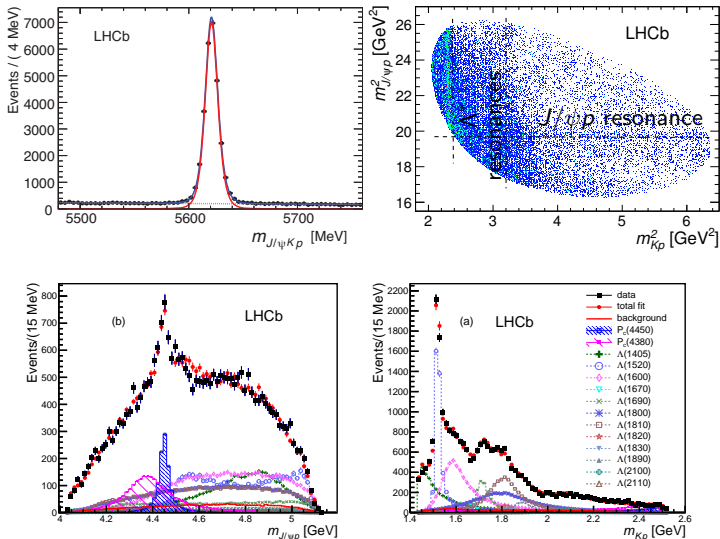 7000
6000
5000
4000
3000
2000
1000
0
Events / ( 4 MeV)
LHCb
5500
5600
5700
m_{J/ψKp} [MeV]
26
24
22
20
18
16
m²_{J/ψp} [GeV²]
LHCb
Λ* resonances
J/ψp resonance
2
3
4
5
6
m²_{Kp} [GeV²]
800
700
600
500
400
300
200
100
0
Events/(15 MeV)
(b)
LHCb
4
4.2
4.4
4.6
4.8
5
m_{J/ψp} [GeV]
2200
2000
1800
1600
1400
1200
1000
800
600
400
200
0
Events/(15 MeV)
(a)
LHCb
data
total fit
background
P_c(4450)
P_c(4380)
Λ(1405)
Λ(1520)
Λ(1600)
Λ(1670)
Λ(1690)
Λ(1800)
Λ(1810)
Λ(1820)
Λ(1830)
Λ(1890)
Λ(2100)
Λ(2110)
1.4
1.6
1.8
2.0
2.2
2.4
2.6
m_{Kp} [GeV]